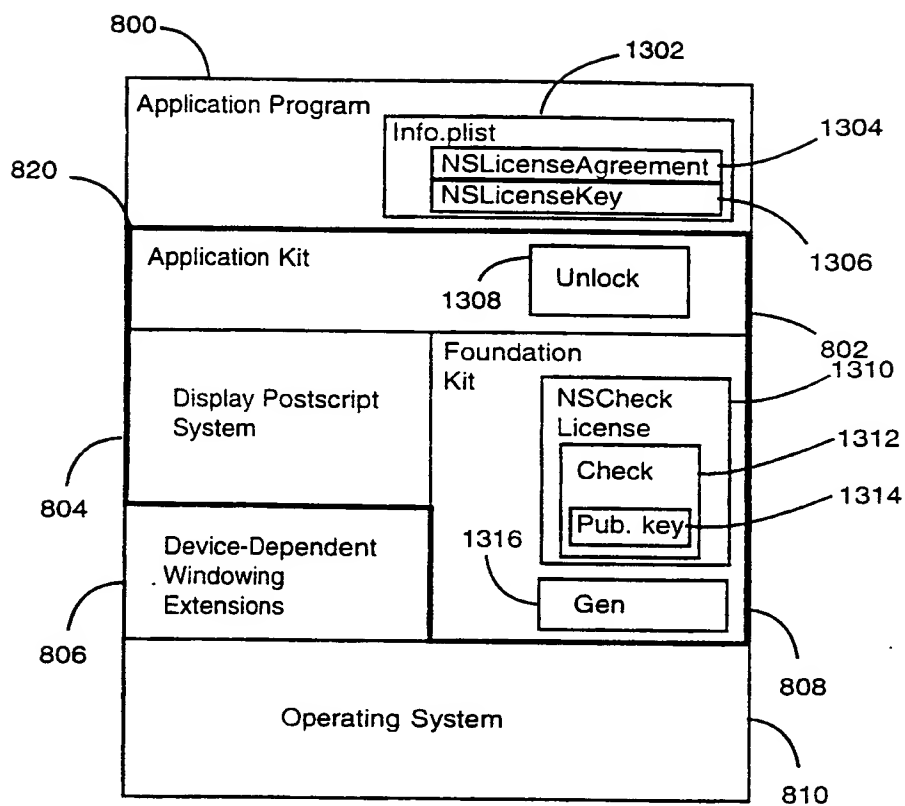 800
1302
Application Program
Info.plist
1304
NSLicenseAgreement
820
NSLicenseKey
Application Kit
1306
1308
Unlock
802
Foundation
Kit
1310
Display Postscript
System
NSCheck
License
1312
Check
804
1314
Pub. key
Device-Dependent
Windowing
Extensions
1316
Gen
806
808
Operating System
810